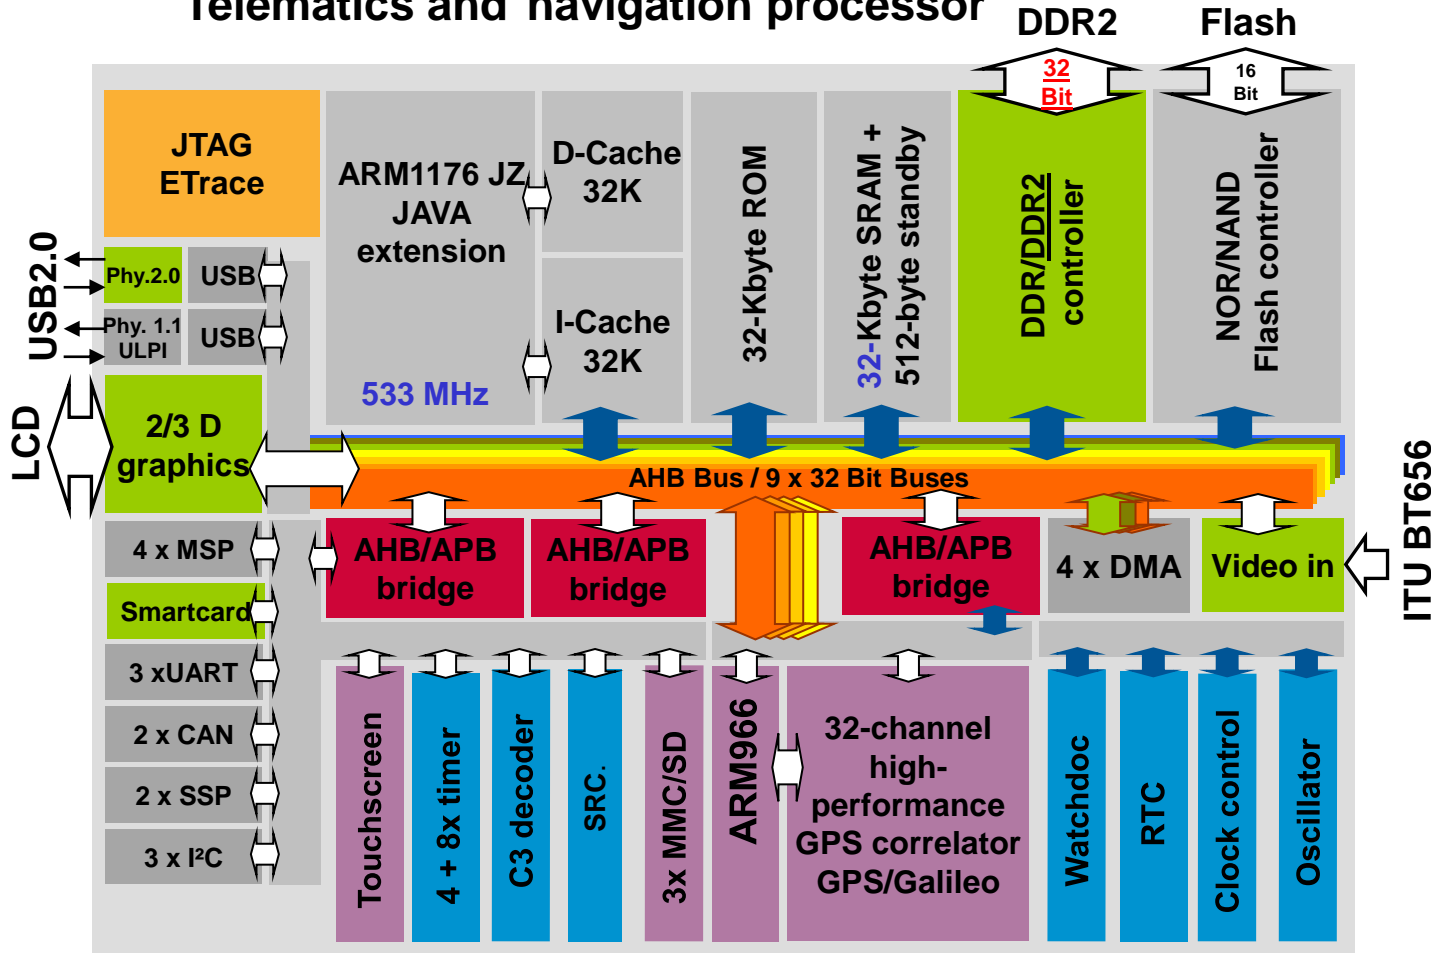 Telematics and navigation processor
DDR2
Flash
32
Bit
16
Bit
JTAG
ETrace
ARM1176 JZ
JAVA
extension
533 MHz
D-Cache
32K
I-Cache
32K
32-Kbyte ROM
32-Kbyte SRAM +
512-byte standby
DDR/DDR2
controller
NOR/NAND
Flash controller
USB2.0
Phy.2.0
USB
Phy. 1.1
ULPI
USB
LCD
2/3 D
graphics
AHB Bus / 9 x 32 Bit Buses
4 x MSP
AHB/APB
bridge
AHB/APB
bridge
AHB/APB
bridge
4 x DMA
Video in
ITU BT656
Smartcard
3 xUART
2 x CAN
2 x SSP
3 x I²C
Touchscreen
4 + 8x timer
C3 decoder
SRC.
3x MMC/SD
ARM966
32-channel
high-
performance
GPS correlator
GPS/Galileo
Watchdoc
RTC
Clock control
Oscillator